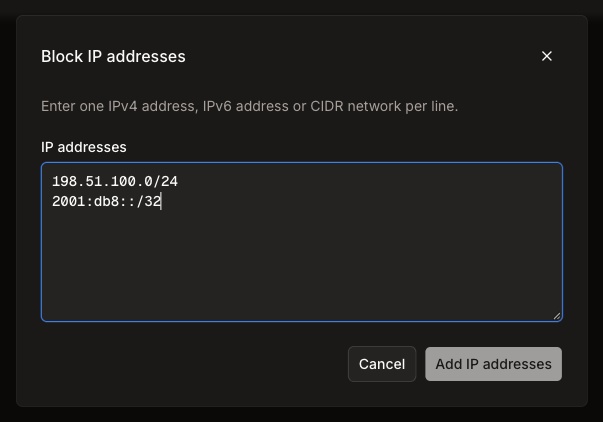 Block IP addresses
Enter one IPv4 address, IPv6 address or CIDR network per line.
IP addresses
198.51.100.0/24
2001:db8::/32
Cancel
Add IP addresses